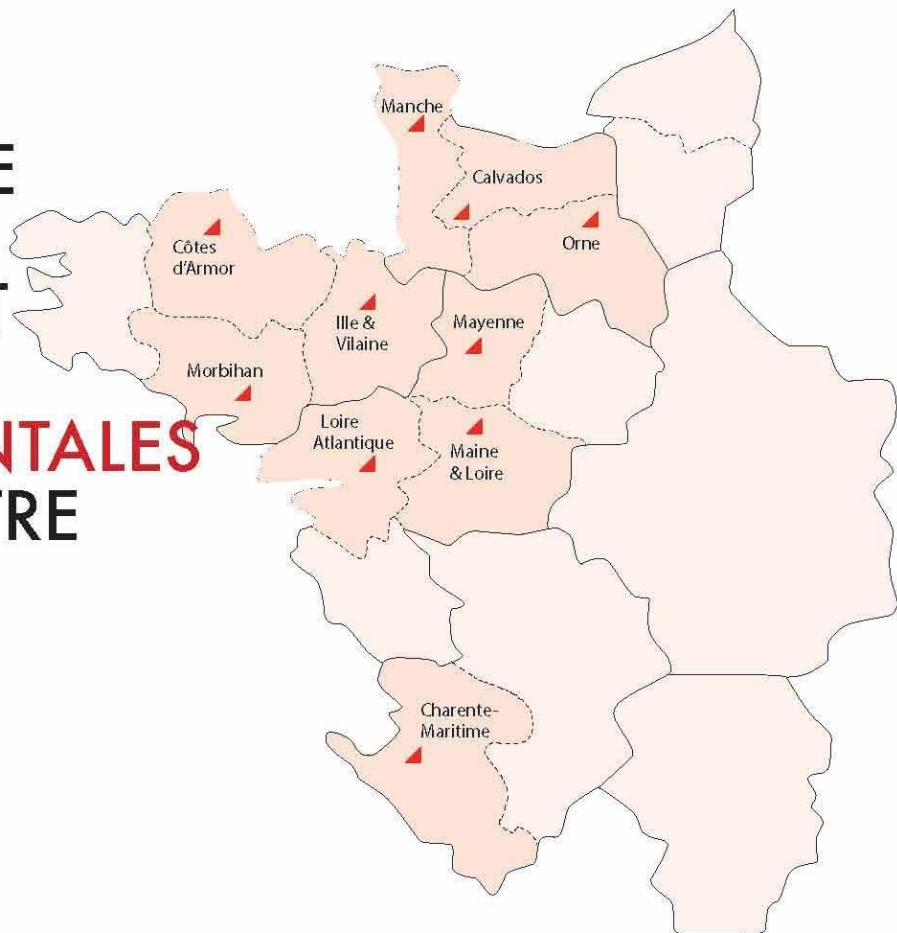 E
T
NTALES
TRE
Manche
Calvados
Orne
Côtes
d'Armor
Ille &
Vilaine
Mayenne
Morbihan
Loire
Atlantique
Maine
& Loire
Charente-
Maritime